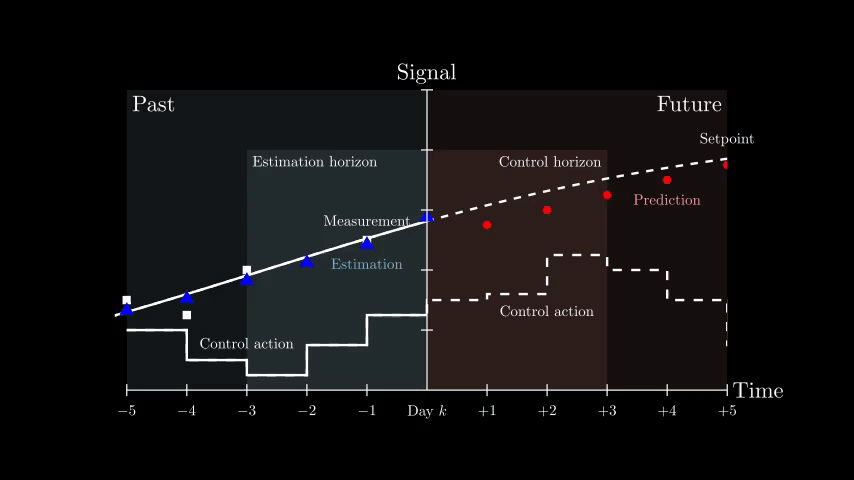 Signal
Past
Future
Setpoint
Estimation horizon
Control horizon
Prediction
Measurement
Estimation
Control action
Control action
Time
−5 −4 −3 −2 −1 Day k +1 +2 +3 +4 +5